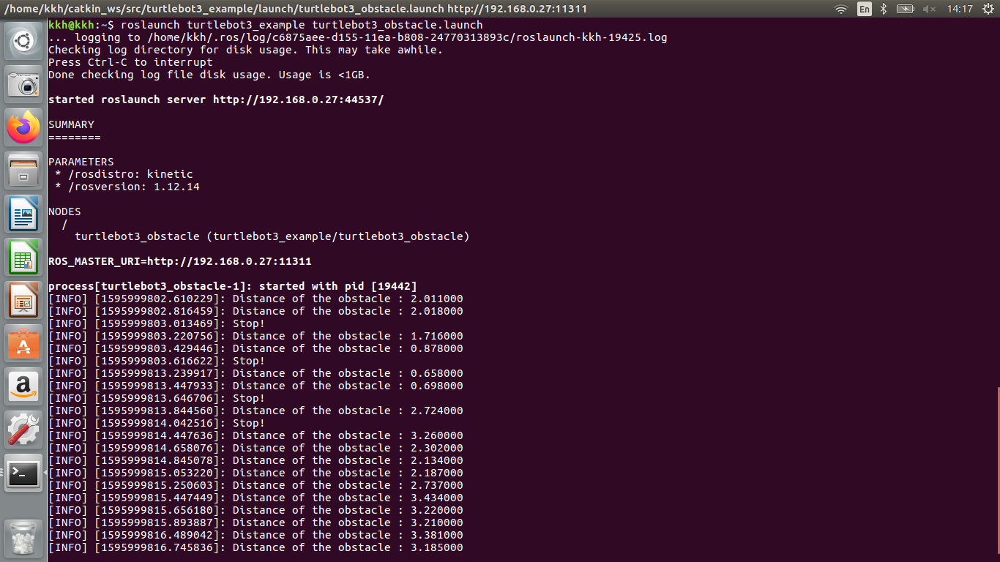 /home/kkh/catkin_ws/src/turtlebot3_example/launch/turtlebot3_obstacle.launch http://192.168.0.27:11311 En 14:17
kkh@kkh:~$ roslaunch turtlebot3_example turtlebot3_obstacle.launch
... logging to /home/kkh/.ros/log/c6875aee-d155-11ea-b808-24770313893c/roslaunch-kkh-19425.log
Checking log directory for disk usage. This may take awhile.
Press Ctrl-C to interrupt
Done checking log file disk usage. Usage is <1GB.
started roslaunch server http://192.168.0.27:44537/
SUMMARY
========
PARAMETERS
 * /rosdistro: kinetic
 * /rosversion: 1.12.14
NODES
  /
    turtlebot3_obstacle (turtlebot3_example/turtlebot3_obstacle)
ROS_MASTER_URI=http://192.168.0.27:11311
process[turtlebot3_obstacle-1]: started with pid [19442]
[INFO] [1595999802.610229]: Distance of the obstacle : 2.011000
[INFO] [1595999802.816459]: Distance of the obstacle : 2.018000
[INFO] [1595999803.013469]: Stop!
[INFO] [1595999803.220756]: Distance of the obstacle : 1.716000
[INFO] [1595999803.429446]: Distance of the obstacle : 0.878000
[INFO] [1595999803.616622]: Stop!
[INFO] [1595999813.239917]: Distance of the obstacle : 0.658000
[INFO] [1595999813.447933]: Distance of the obstacle : 0.698000
[INFO] [1595999813.646706]: Stop!
[INFO] [1595999813.844560]: Distance of the obstacle : 2.724000
[INFO] [1595999814.042516]: Stop!
[INFO] [1595999814.447636]: Distance of the obstacle : 3.260000
[INFO] [1595999814.658076]: Distance of the obstacle : 2.302000
[INFO] [1595999814.845078]: Distance of the obstacle : 2.134000
[INFO] [1595999815.053220]: Distance of the obstacle : 2.187000
[INFO] [1595999815.250603]: Distance of the obstacle : 2.737000
[INFO] [1595999815.447449]: Distance of the obstacle : 3.434000
[INFO] [1595999815.656180]: Distance of the obstacle : 3.220000
[INFO] [1595999815.893887]: Distance of the obstacle : 3.210000
[INFO] [1595999816.489042]: Distance of the obstacle : 3.381000
[INFO] [1595999816.745836]: Distance of the obstacle : 3.185000